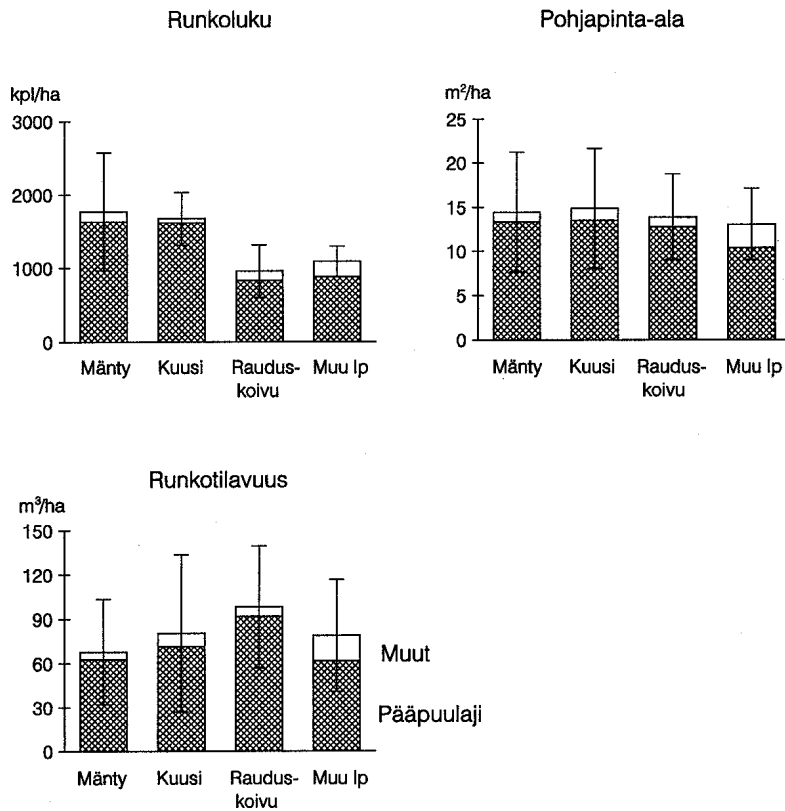 Runkoluku
kpl/ha
3000
2000
1000
0
Mänty
Kuusi
Raudus-
koivu
Muu lp
Pohjapinta-ala
m²/ha
25
20
15
10
5
0
Mänty
Kuusi
Raudus-
koivu
Muu lp
Runkotilavuus
m³/ha
150
120
90
60
30
0
Mänty
Kuusi
Raudus-
koivu
Muu lp
Muut
Pääpuulaji